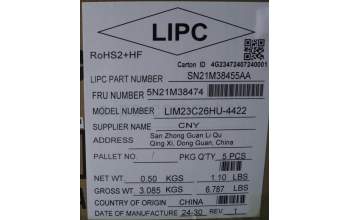 LIPC
RoHS2+HF
Carton ID 4G23472407240001
LIPC PART NUMBER SN21M38455AA
FRU NUMBER 5N21M38474
MODEL NUMBER LIM23C26HU-4422
SUPPLIER NAME CNY
ADDRESS San Zhong Guan Li Qu
Qing Xi, Dong Guan, China
PALLET NO / PKG Q'TY 5 PCS
NET WT. 0.50 KGS 1.10 LBS
GROSS WT. 3.085 KGS 6.787 LBS
COUNTRY OF ORIGIN CHINA
DATE OF MANUFACTURE 24-30 REV 1